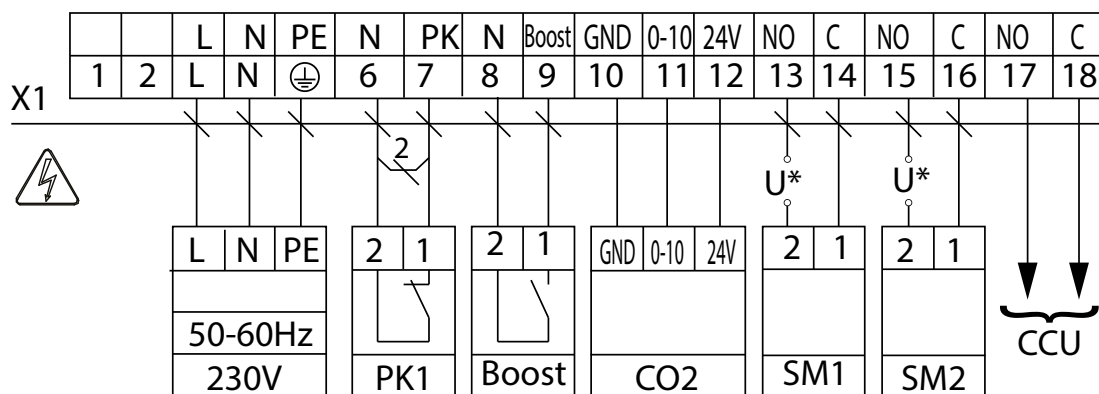 L N PE N PK N Boost GND 0-10 24V NO C NO C NO C
1 2 L N 6 7 8 9 10 11 12 13 14 15 16 17 18
X1
2
U* U*
L N PE 2 1 2 1 GND 0-10 24V 2 1 2 1
50-60Hz
CCU
230V PK1 Boost CO2 SM1 SM2